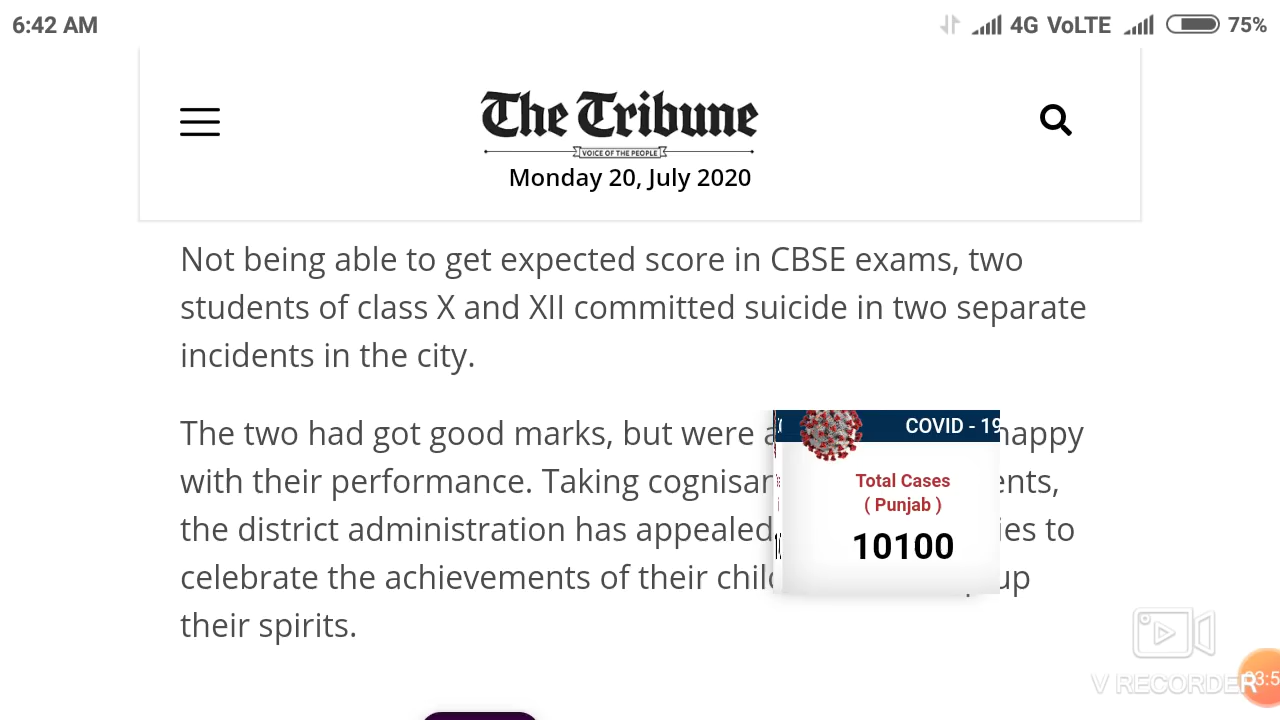 6:42 AM
4G VoLTE 75%
The Tribune
VOICE OF THE PEOPLE
Monday 20, July 2020
Not being able to get expected score in CBSE exams, two
students of class X and XII committed suicide in two separate
incidents in the city.
The two had got good marks, but were
with their performance. Taking
the district administration has appealed to
celebrate the achievements of their up
their spirits.
COVID - 19
Total Cases
( Punjab )
10100
V RECORDER